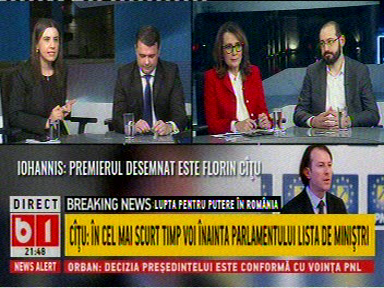 IOHANNIS: PREMIERUL DESEMNAT ESTE FLORIN CÎȚU
DIRECT
BREAKING NEWS
LUPTA PENTRU PUTERE ÎN ROMÂNIA
b1
21:48
CÎȚU: ÎN CEL MAI SCURT TIMP VOI ÎNAINTA PARLAMENTULUI LISTA DE MINIȘTRI
NEWS ALERT
ORBAN: DECIZIA PREȘEDINTELUI ESTE CONFORMĂ CU VOINȚA PNL